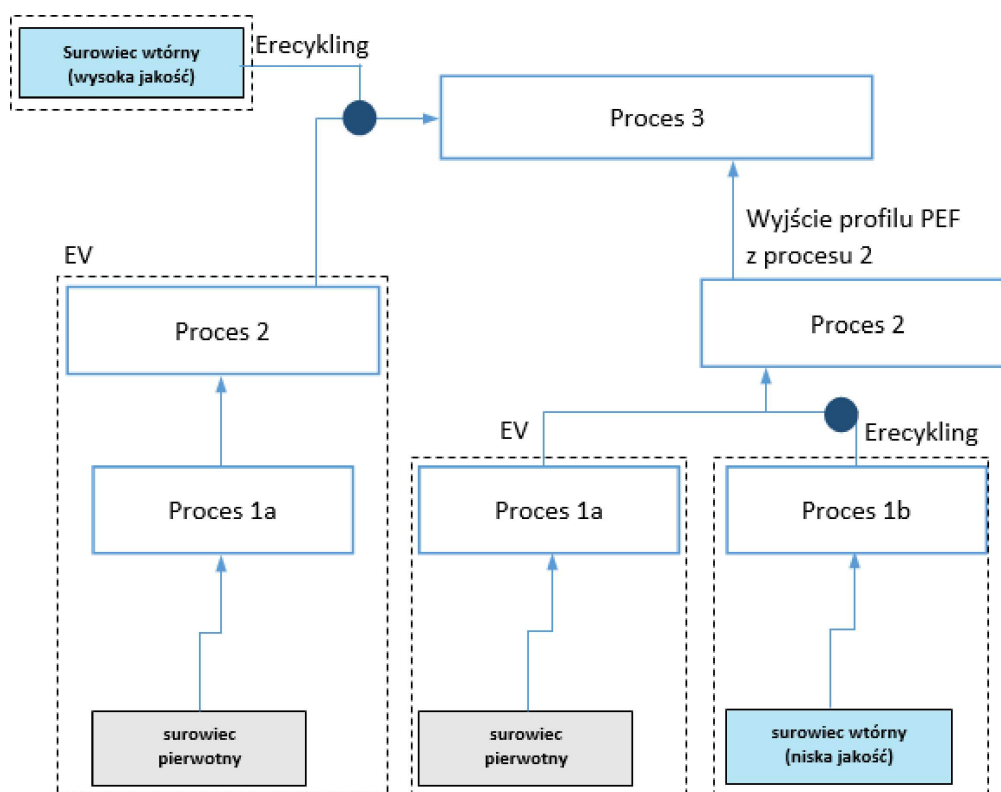 Surowiec wtórny
(wysoka jakość)
Erecykling
Proces 3
Wyjście profilu PEF
z procesu 2
EV
Proces 2
Proces 2
EV
Erecykling
Proces 1a
Proces 1a
Proces 1b
surowiec
pierwotny
surowiec
pierwotny
surowiec wtórny
(niska jakość)